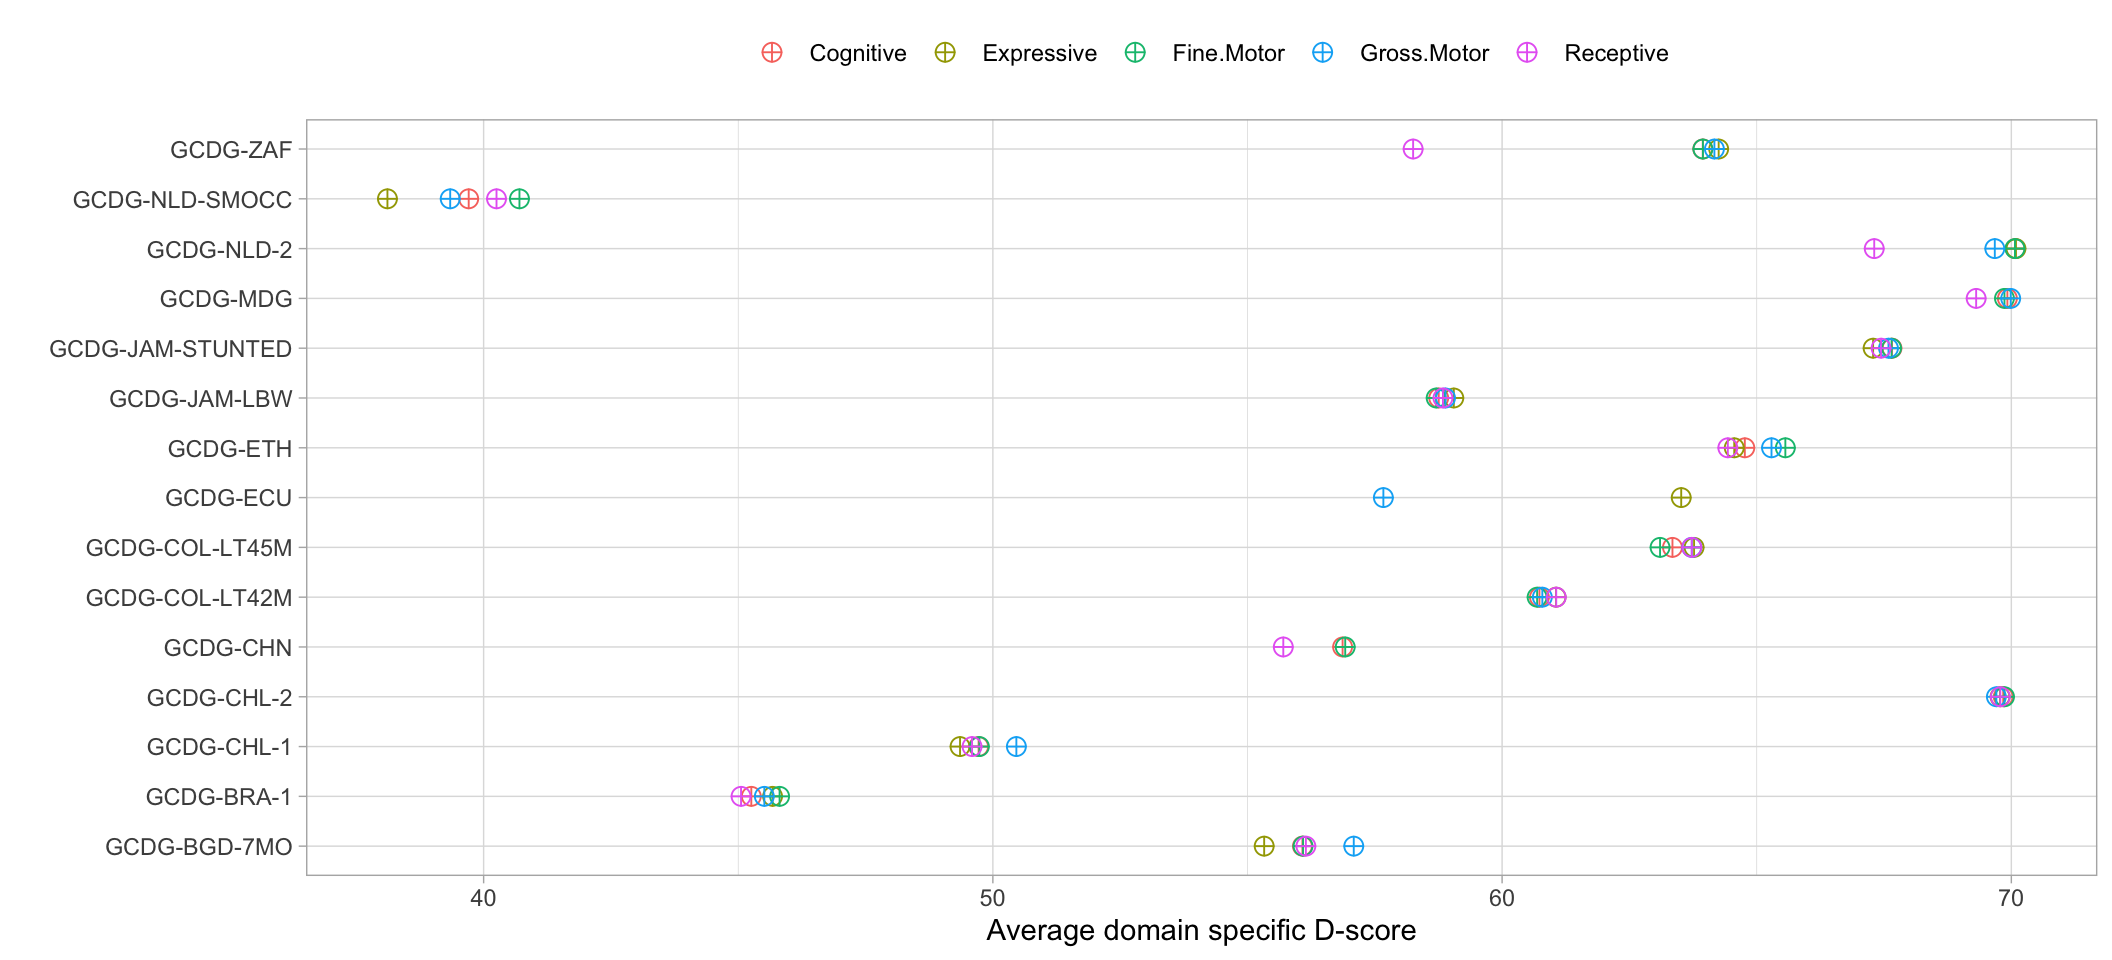 Cognitive Expressive Fine.Motor Gross.Motor Receptive
GCDG-ZAF
GCDG-NLD-SMOCC
GCDG-NLD-2
GCDG-MDG
GCDG-JAM-STUNTED
GCDG-JAM-LBW
GCDG-ETH
GCDG-ECU
GCDG-COL-LT45M
GCDG-COL-LT42M
GCDG-CHN
GCDG-CHL-2
GCDG-CHL-1
GCDG-BRA-1
GCDG-BGD-7MO
40 50 60 70
Average domain specific D-score